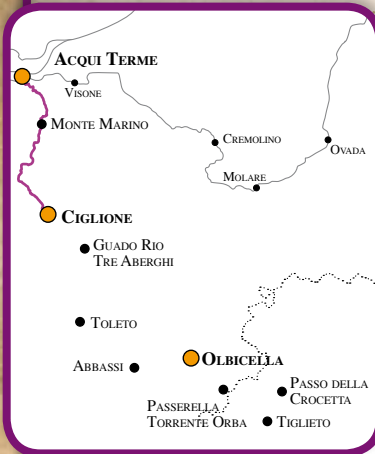 ACQUI TERME
VISONE
MONTE MARINO
CREMOLINO
OVADA
MOLARE
CIGLIONE
GUADO RIO
TRE ABERGHI
TOLETO
OLBICELLA
ABBASSI
PASSO DELLA
CROCETTA
PASSERELLA
TORRENTE ORBA
TIGLIETO